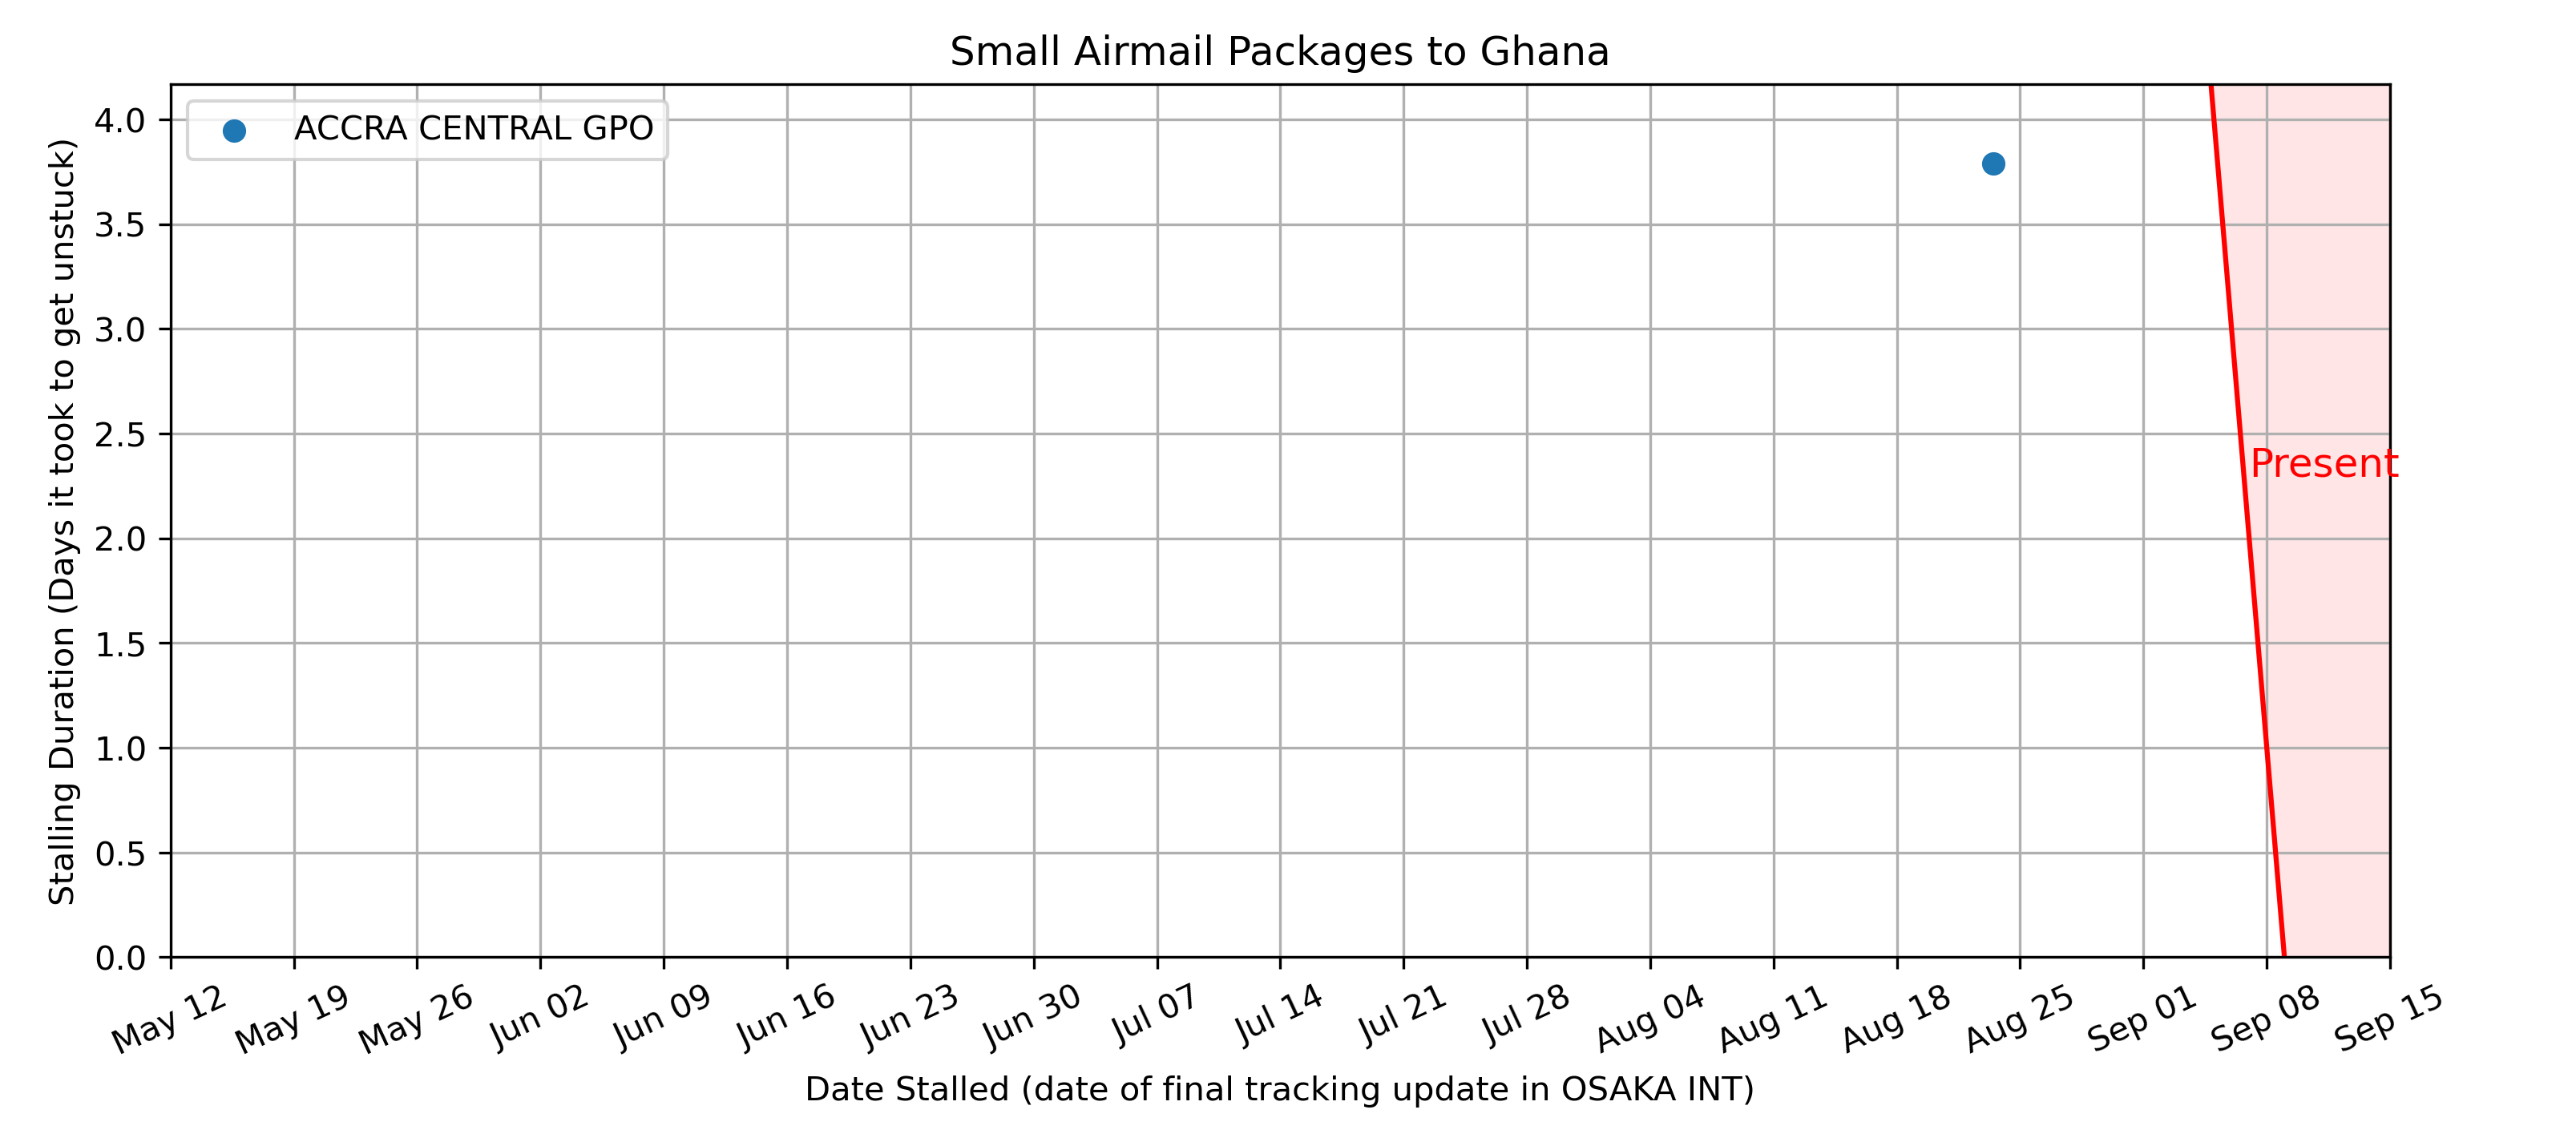 Small Airmail Packages to Ghana
ACCRA CENTRAL GPO
Stalling Duration (Days it took to get unstuck)
4.0
3.5
3.0
2.5
2.0
1.5
1.0
0.5
0.0
Present
May 12 May 19 May 26 Jun 02 Jun 09 Jun 16 Jun 23 Jun 30 Jul 07 Jul 14 Jul 21 Jul 28 Aug 04 Aug 11 Aug 18 Aug 25 Sep 01 Sep 08 Sep 15
Date Stalled (date of final tracking update in OSAKA INT)